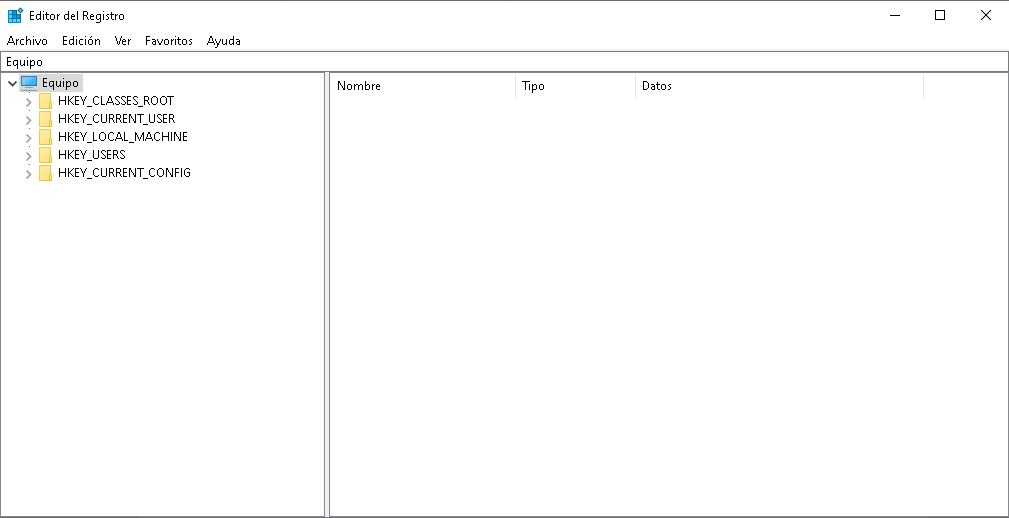 Editor del Registro
Archivo Edición Ver Favoritos Ayuda
Equipo
Equipo
HKEY_CLASSES_ROOT
HKEY_CURRENT_USER
HKEY_LOCAL_MACHINE
HKEY_USERS
HKEY_CURRENT_CONFIG
Nombre Tipo Datos